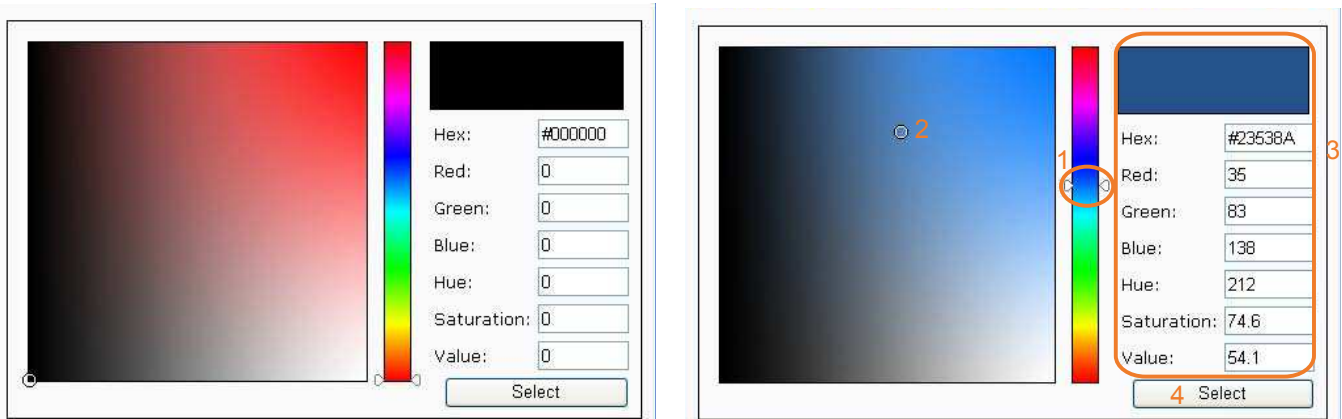 Hex: #000000
Red: 0
Green: 0
Blue: 0
Hue: 0
Saturation: 0
Value: 0
Select
2
1
3
Hex: #23538A
Red: 35
Green: 83
Blue: 138
Hue: 212
Saturation: 74.6
Value: 54.1
4 Select